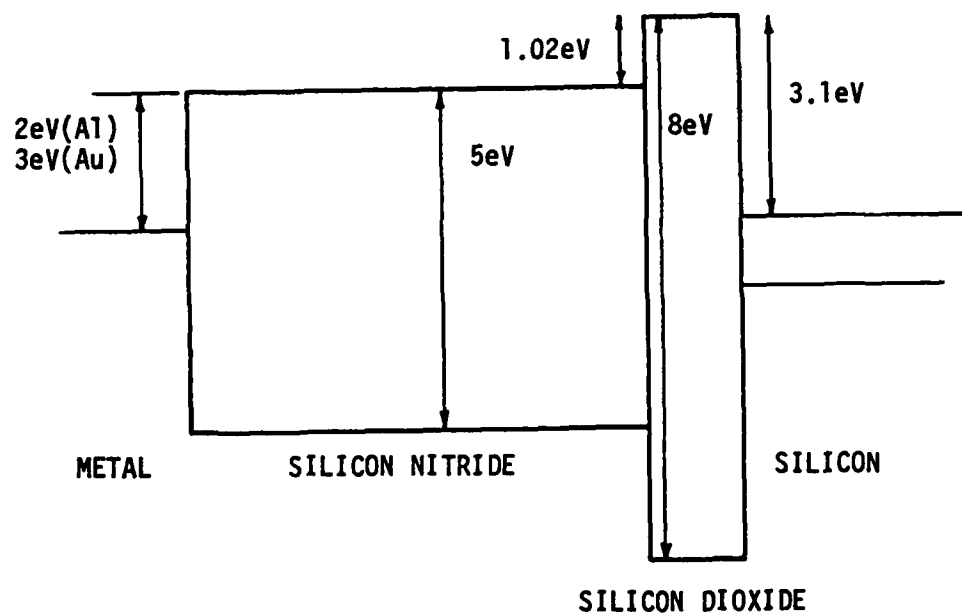 1.02eV
3.1eV
2eV(Al)
3eV(Au)
5eV
8eV
METAL
SILICON NITRIDE
SILICON
SILICON DIOXIDE